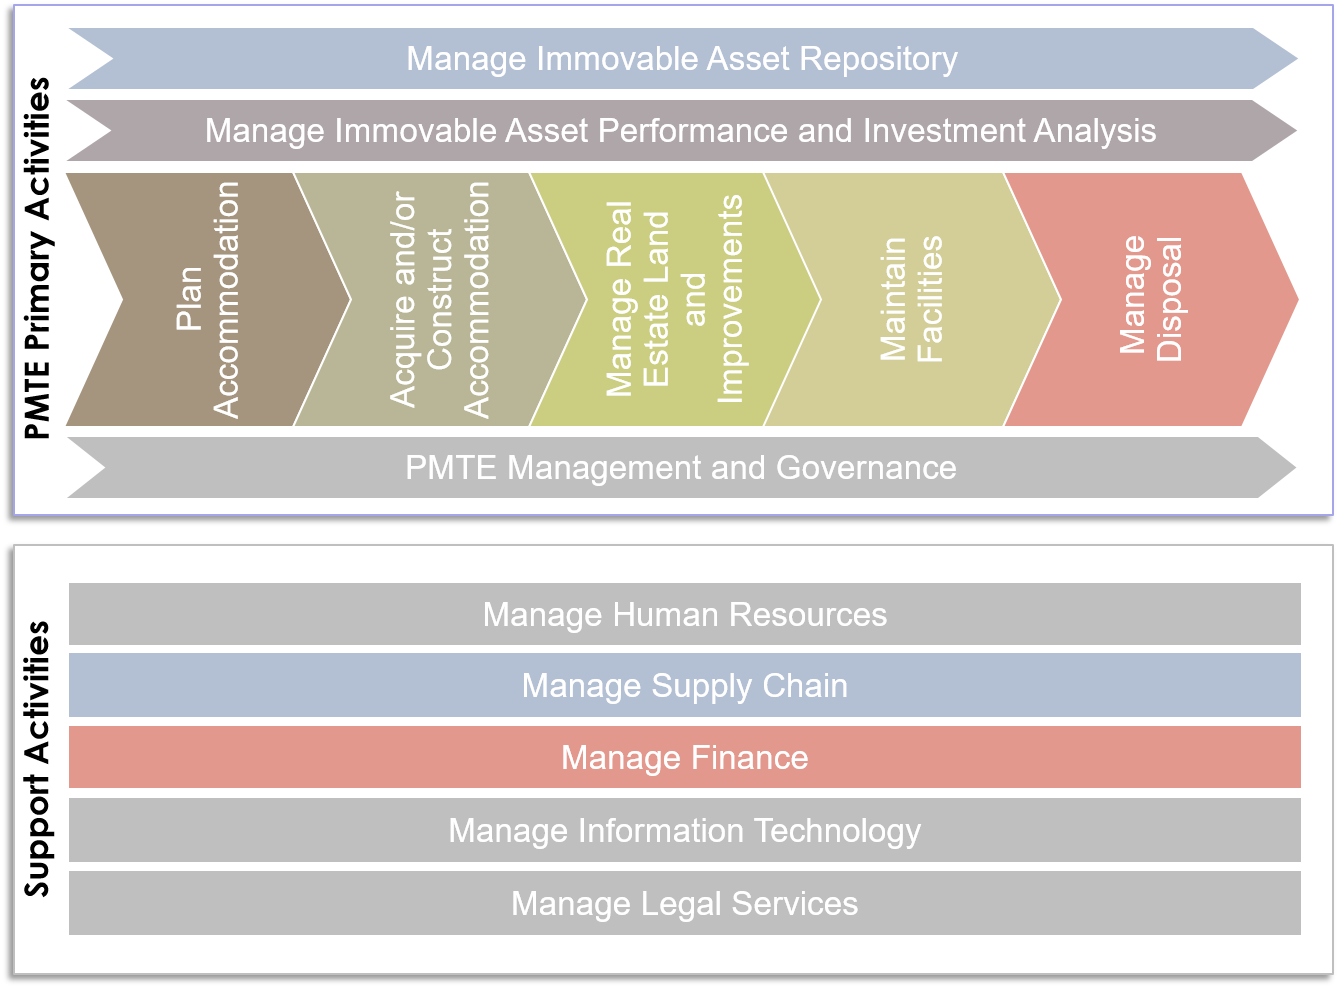 PMTE Primary Activities
Manage Immovable Asset Repository
Manage Immovable Asset Performance and Investment Analysis
Plan
Accommodation
Acquire and/or
Construct
Accommodation
Manage Real
Estate Land
and
Improvements
Maintain
Facilities
Manage
Disposal
PMTE Management and Governance
Support Activities
Manage Human Resources
Manage Supply Chain
Manage Finance
Manage Information Technology
Manage Legal Services